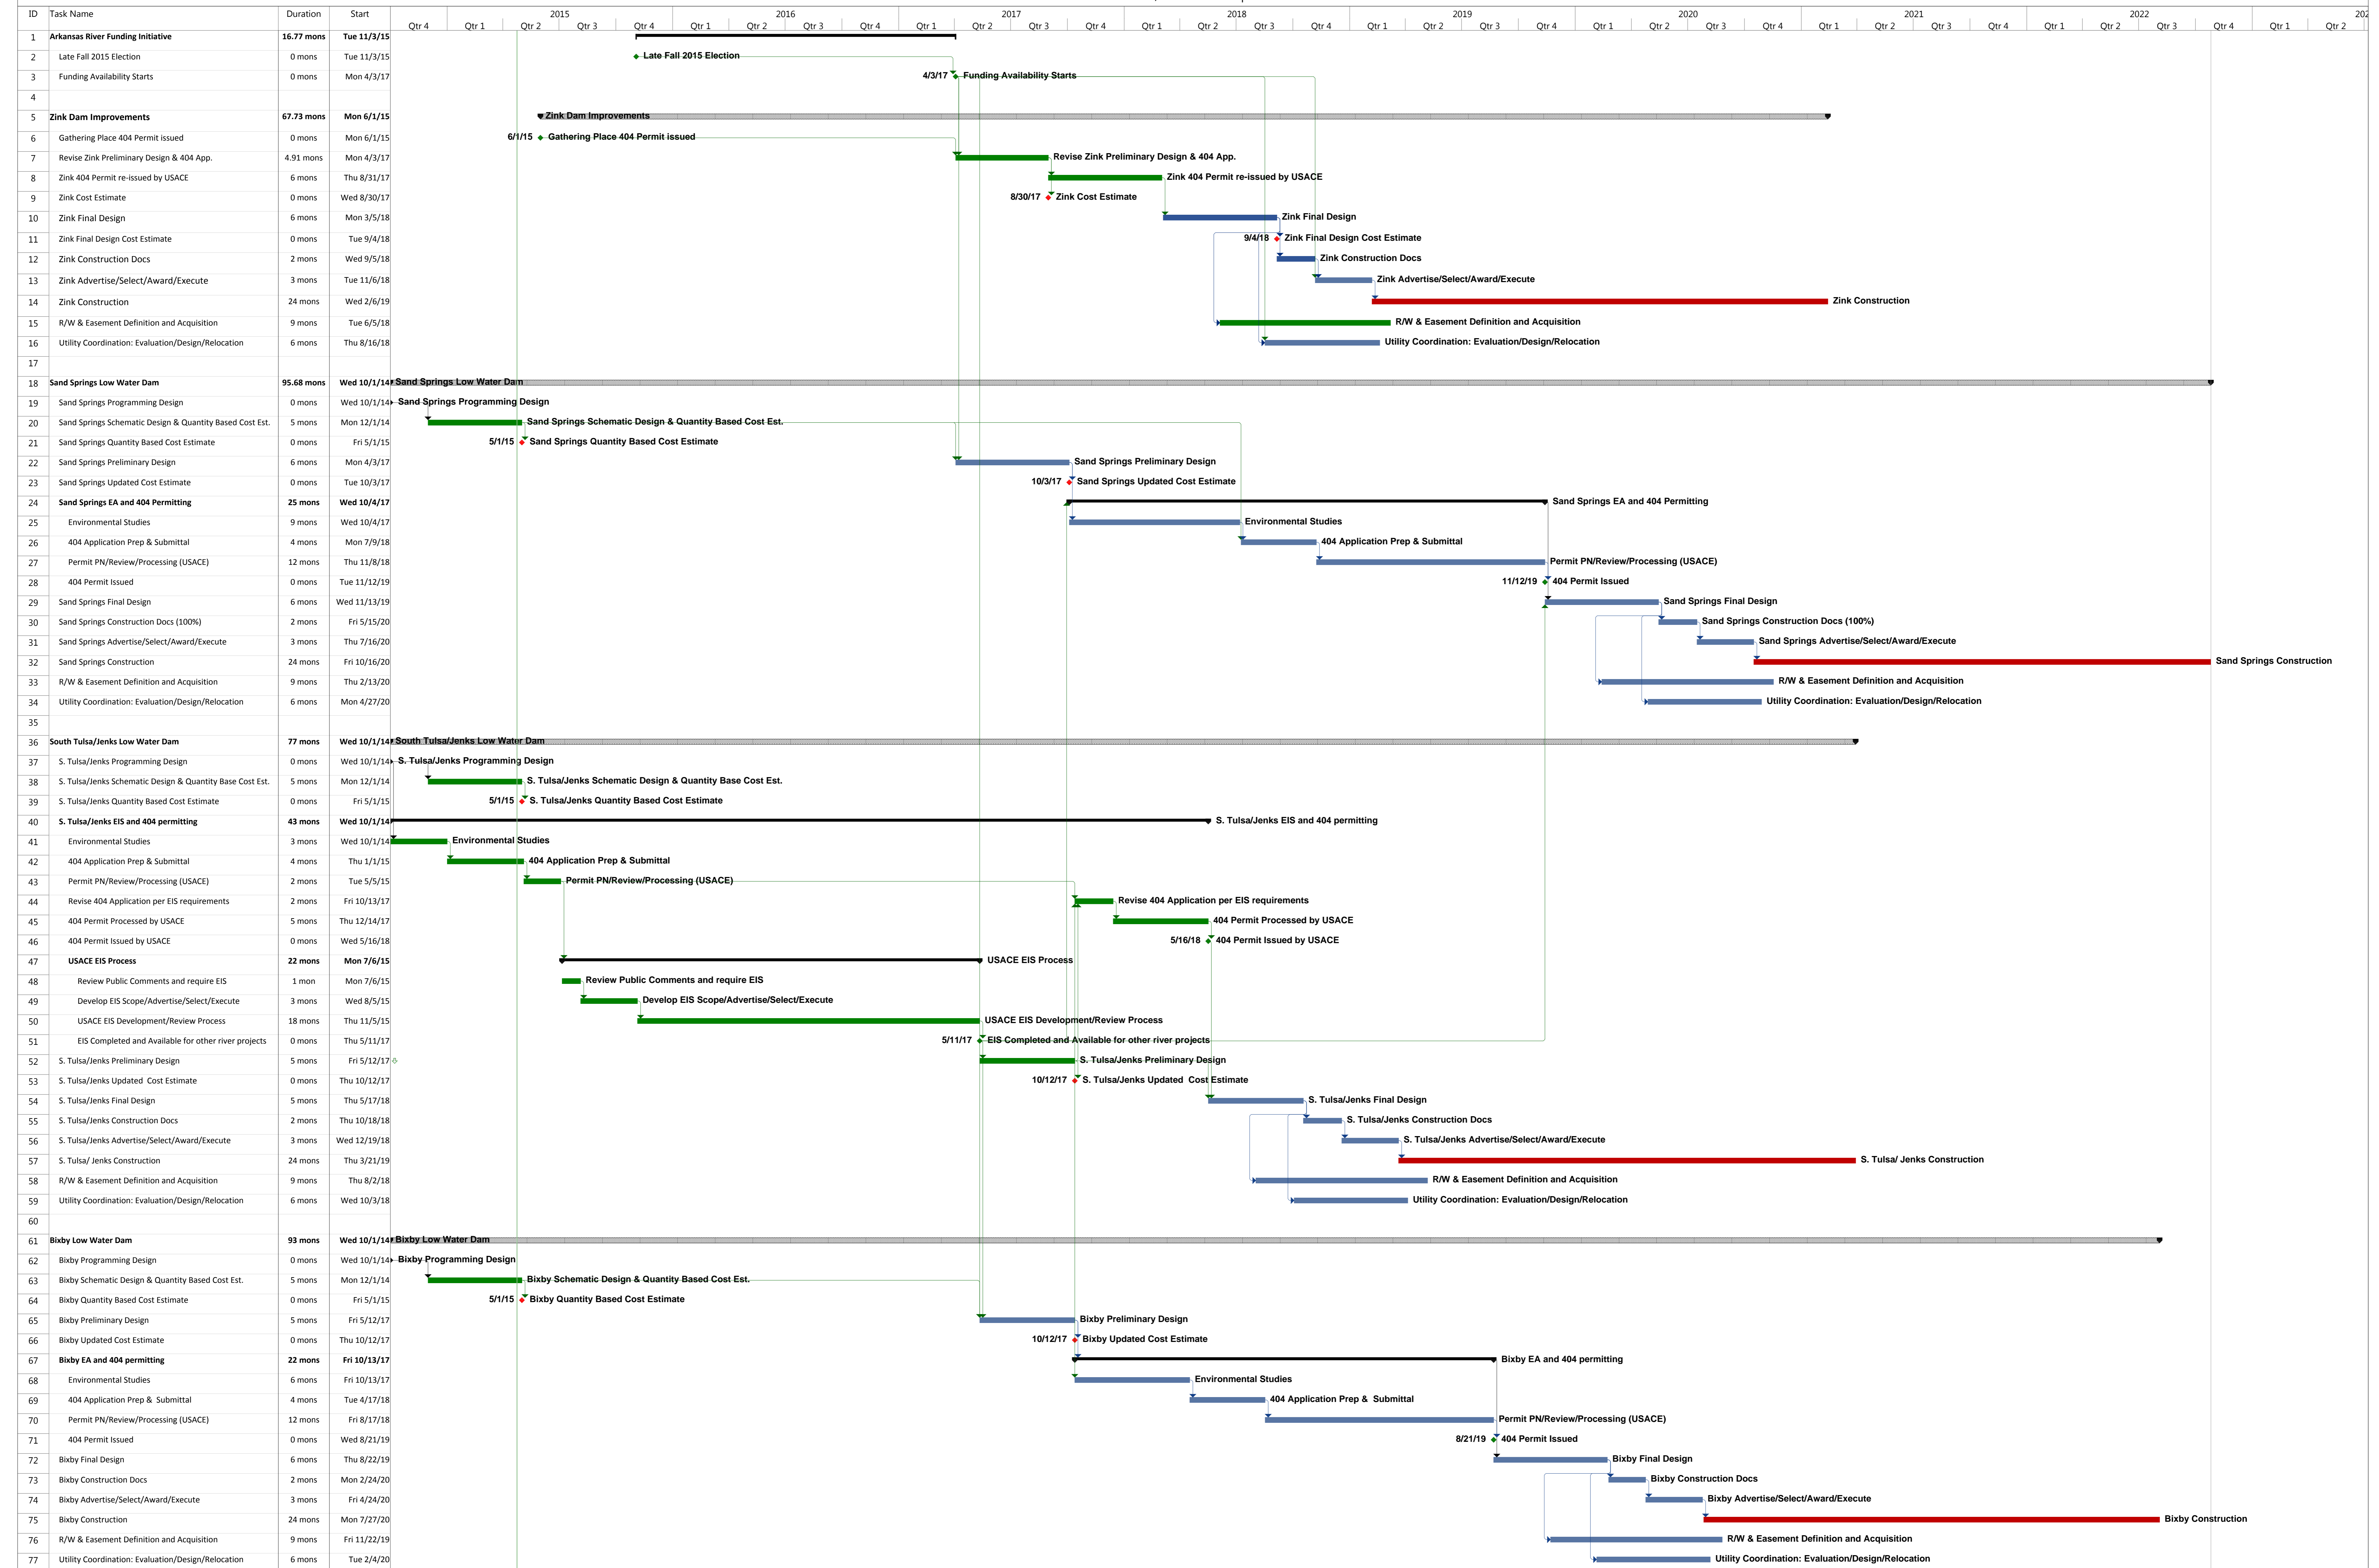 ID Task Name Duration Start 2015 2016 2017 2018 2019 2020 2021 2022 202
Qtr 4 Qtr 1 Qtr 2 Qtr 3 Qtr 4 Qtr 1 Qtr 2 Qtr 3 Qtr 4 Qtr 1 Qtr 2 Qtr 3 Qtr 4 Qtr 1 Qtr 2 Qtr 3 Qtr 4 Qtr 1 Qtr 2 Qtr 3 Qtr 4 Qtr 1 Qtr 2 Qtr 3 Qtr 4 Qtr 1 Qtr 2 Qtr 3 Qtr 4 Qtr 1 Qtr 2 Qtr 3 Qtr 4 Qtr 1 Qtr 2
1 Arkansas River Funding Initiative 16.77 mons Tue 11/3/15
2 Late Fall 2015 Election 0 mons Tue 11/3/15 Late Fall 2015 Election
3 Funding Availability Starts 0 mons Mon 4/3/17 4/3/17 Funding Availability Starts
4
5 Zink Dam Improvements 67.73 mons Mon 6/1/15 Zink Dam Improvements
6 Gathering Place 404 Permit issued 0 mons Mon 6/1/15 6/1/15 Gathering Place 404 Permit issued
7 Revise Zink Preliminary Design & 404 App. 4.91 mons Mon 4/3/17 Revise Zink Preliminary Design & 404 App.
8 Zink 404 Permit re-issued by USACE 6 mons Thu 8/31/17 Zink 404 Permit re-issued by USACE
9 Zink Cost Estimate 0 mons Wed 8/30/17 8/30/17 Zink Cost Estimate
10 Zink Final Design 6 mons Mon 3/5/18 Zink Final Design
11 Zink Final Design Cost Estimate 0 mons Tue 9/4/18 9/4/18 Zink Final Design Cost Estimate
12 Zink Construction Docs 2 mons Wed 9/5/18 Zink Construction Docs
13 Zink Advertise/Select/Award/Execute 3 mons Tue 11/6/18 Zink Advertise/Select/Award/Execute
14 Zink Construction 24 mons Wed 2/6/19 Zink Construction
15 R/W & Easement Definition and Acquisition 9 mons Tue 6/5/18 R/W & Easement Definition and Acquisition
16 Utility Coordination: Evaluation/Design/Relocation 6 mons Thu 8/16/18 Utility Coordination: Evaluation/Design/Relocation
17
18 Sand Springs Low Water Dam 95.68 mons Wed 10/1/14 Sand Springs Low Water Dam
19 Sand Springs Programming Design 0 mons Wed 10/1/14 Sand Springs Programming Design
20 Sand Springs Schematic Design & Quantity Based Cost Est. 5 mons Mon 12/1/14 Sand Springs Schematic Design & Quantity Based Cost Est.
21 Sand Springs Quantity Based Cost Estimate 0 mons Fri 5/1/15 5/1/15 Sand Springs Quantity Based Cost Estimate
22 Sand Springs Preliminary Design 6 mons Mon 4/3/17 Sand Springs Preliminary Design
23 Sand Springs Updated Cost Estimate 0 mons Tue 10/3/17 10/3/17 Sand Springs Updated Cost Estimate
24 Sand Springs EA and 404 Permitting 25 mons Wed 10/4/17 Sand Springs EA and 404 Permitting
25 Environmental Studies 9 mons Wed 10/4/17 Environmental Studies
26 404 Application Prep & Submittal 4 mons Mon 7/9/18 404 Application Prep & Submittal
27 Permit PN/Review/Processing (USACE) 12 mons Thu 11/8/18 Permit PN/Review/Processing (USACE)
28 404 Permit Issued 0 mons Tue 11/12/19 11/12/19 404 Permit Issued
29 Sand Springs Final Design 6 mons Wed 11/13/19 Sand Springs Final Design
30 Sand Springs Construction Docs (100%) 2 mons Fri 5/15/20 Sand Springs Construction Docs (100%)
31 Sand Springs Advertise/Select/Award/Execute 3 mons Thu 7/16/20 Sand Springs Advertise/Select/Award/Execute
32 Sand Springs Construction 24 mons Fri 10/16/20 Sand Springs Construction
33 R/W & Easement Definition and Acquisition 9 mons Thu 2/13/20 R/W & Easement Definition and Acquisition
34 Utility Coordination: Evaluation/Design/Relocation 6 mons Mon 4/27/20 Utility Coordination: Evaluation/Design/Relocation
35
36 South Tulsa/Jenks Low Water Dam 77 mons Wed 10/1/14 South Tulsa/Jenks Low Water Dam
37 S. Tulsa/Jenks Programming Design 0 mons Wed 10/1/14 S. Tulsa/Jenks Programming Design
38 S. Tulsa/Jenks Schematic Design & Quantity Base Cost Est. 5 mons Mon 12/1/14 S. Tulsa/Jenks Schematic Design & Quantity Base Cost Est.
39 S. Tulsa/Jenks Quantity Based Cost Estimate 0 mons Fri 5/1/15 5/1/15 S. Tulsa/Jenks Quantity Based Cost Estimate
40 S. Tulsa/Jenks EIS and 404 permitting 43 mons Wed 10/1/14 S. Tulsa/Jenks EIS and 404 permitting
41 Environmental Studies 3 mons Wed 10/1/14 Environmental Studies
42 404 Application Prep & Submittal 4 mons Thu 1/1/15 404 Application Prep & Submittal
43 Permit PN/Review/Processing (USACE) 2 mons Tue 5/5/15 Permit PN/Review/Processing (USACE)
44 Revise 404 Application per EIS requirements 2 mons Fri 10/13/17 Revise 404 Application per EIS requirements
45 404 Permit Processed by USACE 5 mons Thu 12/14/17 404 Permit Processed by USACE
46 404 Permit Issued by USACE 0 mons Wed 5/16/18 5/16/18 404 Permit Issued by USACE
47 USACE EIS Process 22 mons Mon 7/6/15 USACE EIS Process
48 Review Public Comments and require EIS 1 mon Mon 7/6/15 Review Public Comments and require EIS
49 Develop EIS Scope/Advertise/Select/Execute 3 mons Wed 8/5/15 Develop EIS Scope/Advertise/Select/Execute
50 USACE EIS Development/Review Process 18 mons Thu 11/5/15 USACE EIS Development/Review Process
51 EIS Completed and Available for other river projects 0 mons Thu 5/11/17 5/11/17 EIS Completed and Available for other river projects
52 S. Tulsa/Jenks Preliminary Design 5 mons Fri 5/12/17 S. Tulsa/Jenks Preliminary Design
53 S. Tulsa/Jenks Updated Cost Estimate 0 mons Thu 10/12/17 10/12/17 S. Tulsa/Jenks Updated Cost Estimate
54 S. Tulsa/Jenks Final Design 5 mons Thu 5/17/18 S. Tulsa/Jenks Final Design
55 S. Tulsa/Jenks Construction Docs 2 mons Thu 10/18/18 S. Tulsa/Jenks Construction Docs
56 S. Tulsa/Jenks Advertise/Select/Award/Execute 3 mons Wed 12/19/18 S. Tulsa/Jenks Advertise/Select/Award/Execute
57 S. Tulsa/ Jenks Construction 24 mons Thu 3/21/19 S. Tulsa/ Jenks Construction
58 R/W & Easement Definition and Acquisition 9 mons Thu 8/2/18 R/W & Easement Definition and Acquisition
59 Utility Coordination: Evaluation/Design/Relocation 6 mons Wed 10/3/18 Utility Coordination: Evaluation/Design/Relocation
60
61 Bixby Low Water Dam 93 mons Wed 10/1/14 Bixby Low Water Dam
62 Bixby Programming Design 0 mons Wed 10/1/14 Bixby Programming Design
63 Bixby Schematic Design & Quantity Based Cost Est. 5 mons Mon 12/1/14 Bixby Schematic Design & Quantity Based Cost Est.
64 Bixby Quantity Based Cost Estimate 0 mons Fri 5/1/15 5/1/15 Bixby Quantity Based Cost Estimate
65 Bixby Preliminary Design 5 mons Fri 5/12/17 Bixby Preliminary Design
66 Bixby Updated Cost Estimate 0 mons Thu 10/12/17 10/12/17 Bixby Updated Cost Estimate
67 Bixby EA and 404 permitting 22 mons Fri 10/13/17 Bixby EA and 404 permitting
68 Environmental Studies 6 mons Fri 10/13/17 Environmental Studies
69 404 Application Prep & Submittal 4 mons Tue 4/17/18 404 Application Prep & Submittal
70 Permit PN/Review/Processing (USACE) 12 mons Fri 8/17/18 Permit PN/Review/Processing (USACE)
71 404 Permit Issued 0 mons Wed 8/21/19 8/21/19 404 Permit Issued
72 Bixby Final Design 6 mons Thu 8/22/19 Bixby Final Design
73 Bixby Construction Docs 2 mons Mon 2/24/20 Bixby Construction Docs
74 Bixby Advertise/Select/Award/Execute 3 mons Fri 4/24/20 Bixby Advertise/Select/Award/Execute
75 Bixby Construction 24 mons Mon 7/27/20 Bixby Construction
76 R/W & Easement Definition and Acquisition 9 mons Fri 11/22/19 R/W & Easement Definition and Acquisition
77 Utility Coordination: Evaluation/Design/Relocation 6 mons Tue 2/4/20 Utility Coordination: Evaluation/Design/Relocation